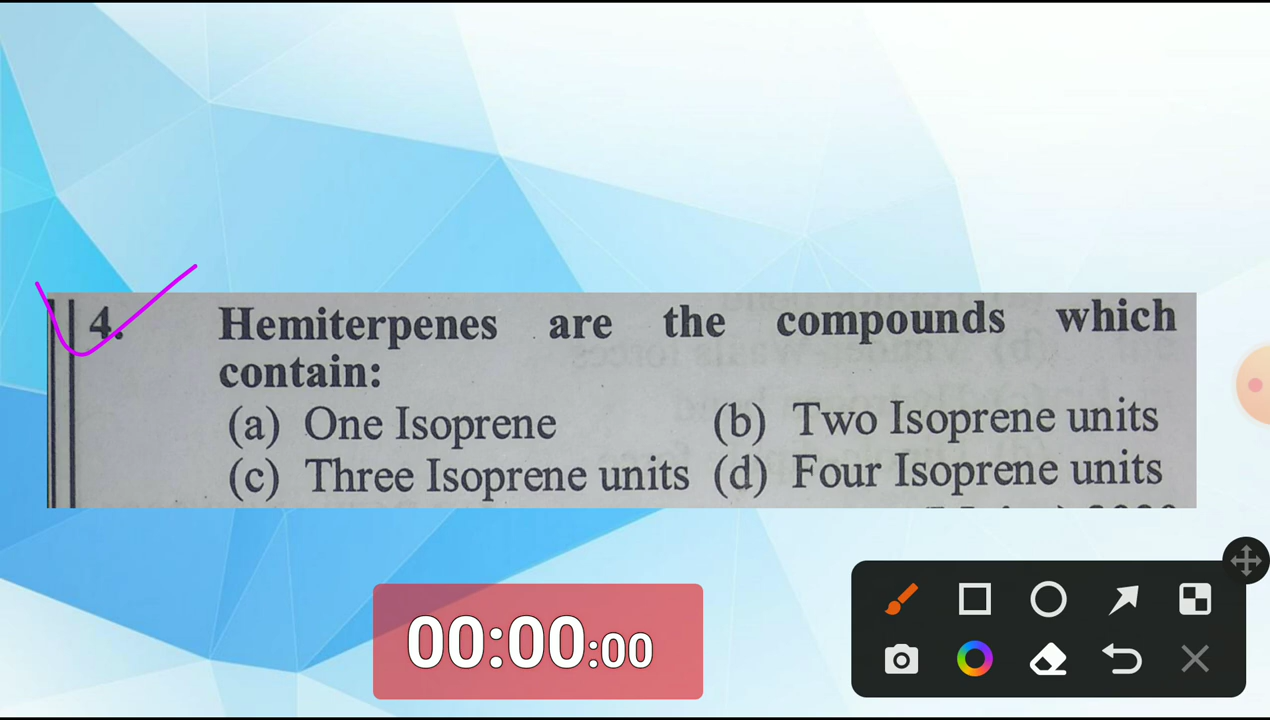 4. Hemiterpenes are the compounds which
contain:
(a) One Isoprene (b) Two Isoprene units
(c) Three Isoprene units (d) Four Isoprene units
00:00:00